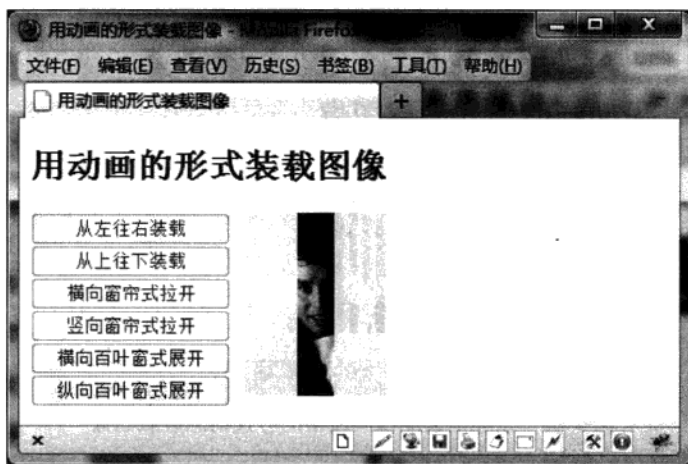 用动画的形式装载图像 - Mozilla Firefox
文件(F) 编辑(E) 查看(V) 历史(S) 书签(B) 工具(T) 帮助(H)
用动画的形式装载图像
用动画的形式装载图像
从左往右装载
从上往下装载
横向窗帘式拉开
竖向窗帘式拉开
横向百叶窗式展开
纵向百叶窗式展开